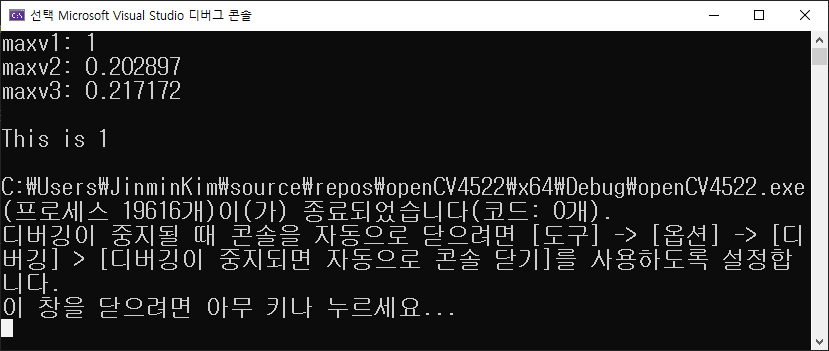 선택 Microsoft Visual Studio 디버그 콘솔
maxv1: 1
maxv2: 0.202897
maxv3: 0.217172
This is 1
C:₩Users₩JinminKim₩source₩repos₩openCV4522₩x64₩Debug₩openCV4522.exe
(프로세스 19616개)이(가) 종료되었습니다(코드: 0개).
디버깅이 중지될 때 콘솔을 자동으로 닫으려면 [도구] -> [옵션] -> [디
버깅] > [디버깅이 중지되면 자동으로 콘솔 닫기]를 사용하도록 설정합
니다.
이 창을 닫으려면 아무 키나 누르세요...